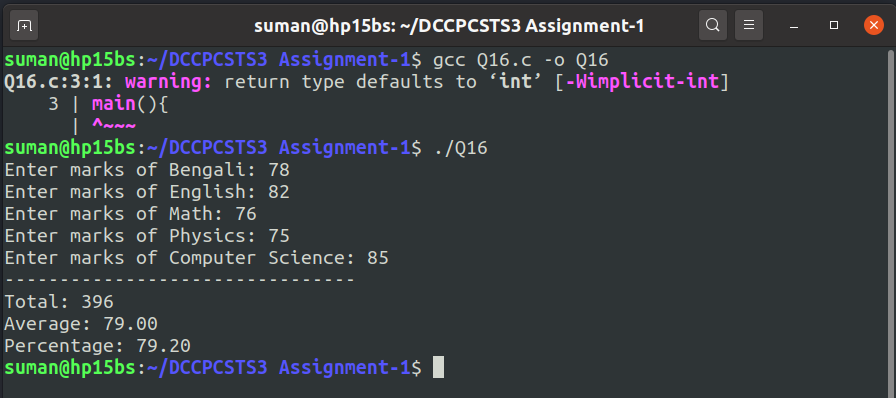 suman@hp15bs: ~/DCCPCSTS3 Assignment-1
suman@hp15bs:~/DCCPCSTS3 Assignment-1$ gcc Q16.c -o Q16
Q16.c:3:1: warning: return type defaults to ‘int’ [-Wimplicit-int]
    3 | main(){
      | ^~~~
suman@hp15bs:~/DCCPCSTS3 Assignment-1$ ./Q16
Enter marks of Bengali: 78
Enter marks of English: 82
Enter marks of Math: 76
Enter marks of Physics: 75
Enter marks of Computer Science: 85
--------------------------------
Total: 396
Average: 79.00
Percentage: 79.20
suman@hp15bs:~/DCCPCSTS3 Assignment-1$